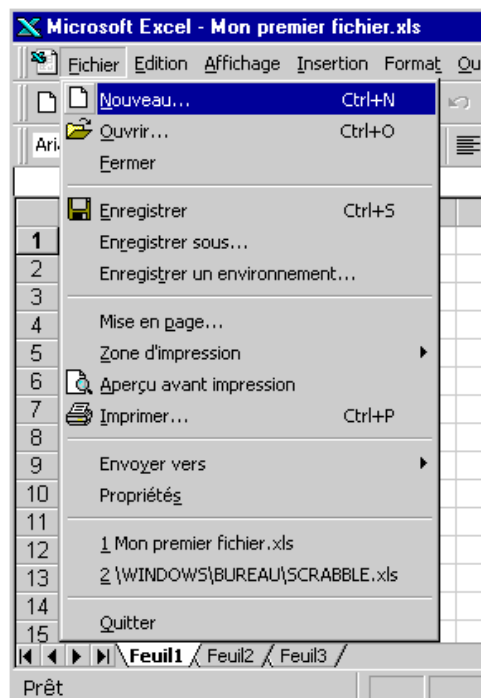 Microsoft Excel - Mon premier fichier.xls
Fichier Edition Affichage Insertion Format
Nouveau... Ctrl+N
Ouvrir... Ctrl+O
Fermer
Enregistrer Ctrl+S
Enregistrer sous...
Enregistrer un environnement...
Mise en page...
Zone d'impression
Aperçu avant impression
Imprimer... Ctrl+P
Envoyer vers
Propriétés
1 Mon premier fichier.xls
2 \WINDOWS\BUREAU\SCRABBLE.xls
Quitter
1
2
3
4
5
6
7
8
9
10
11
12
13
14
15
Feuil1 Feuil2 Feuil3
Prêt